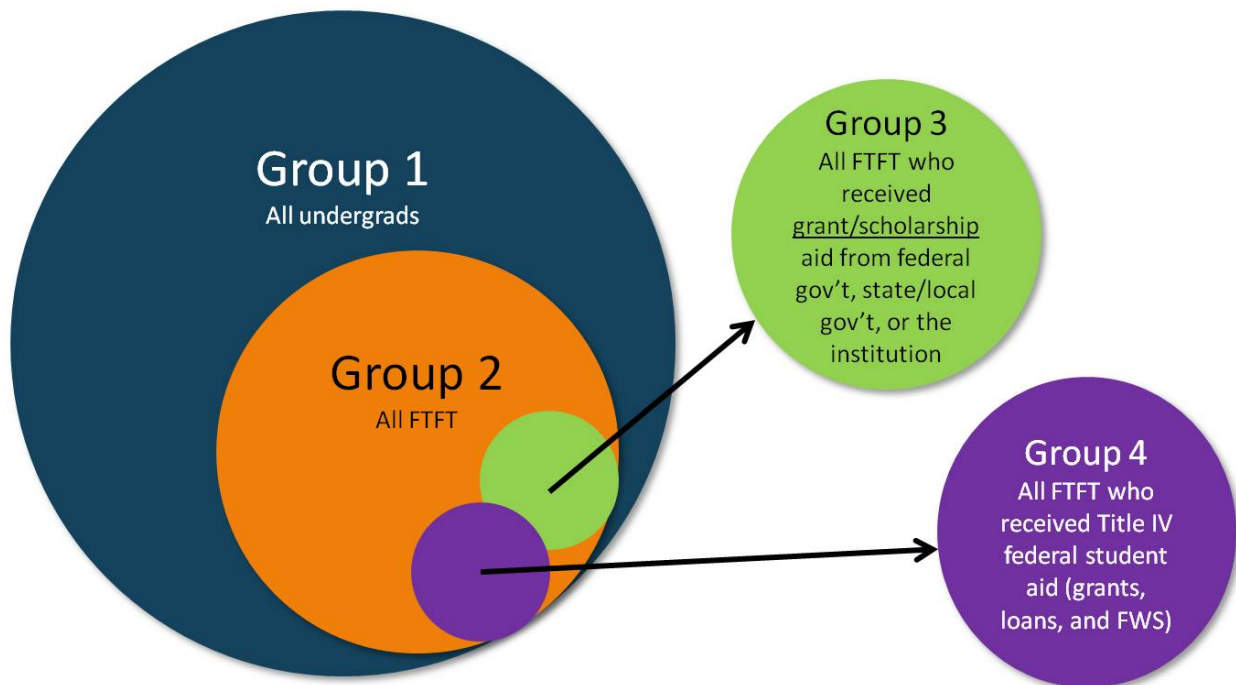 Group 1
All undergrads
Group 2
All FTFT
Group 3
All FTFT who
received
grant/scholarship
aid from federal
gov't, state/local
gov't, or the
institution
Group 4
All FTFT who
received Title IV
federal student
aid (grants,
loans, and FWS)